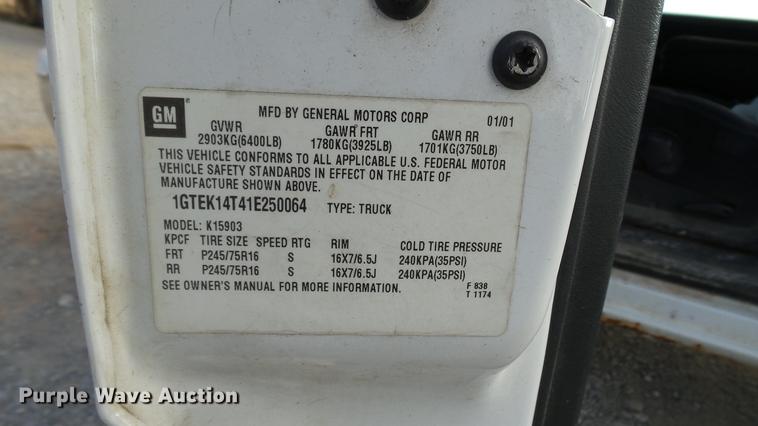 GM ®
MFD BY GENERAL MOTORS CORP 01/01
GVWR GAWR FRT GAWR RR
2903KG(6400LB) 1780KG(3925LB) 1701KG(3750LB)
THIS VEHICLE CONFORMS TO ALL APPLICABLE U.S. FEDERAL MOTOR
VEHICLE SAFETY STANDARDS IN EFFECT ON THE DATE OF
MANUFACTURE SHOWN ABOVE.
1GTEK14T41E250064 TYPE: TRUCK
MODEL: K15903
KPCF TIRE SIZE SPEED RTG RIM COLD TIRE PRESSURE
FRT P245/75R16 S 16X7/6.5J 240KPA(35PSI)
RR P245/75R16 S 16X7/6.5J 240KPA(35PSI)
SEE OWNER'S MANUAL FOR MORE INFORMATION.
F 838
T 1174
Purple Wave Auction